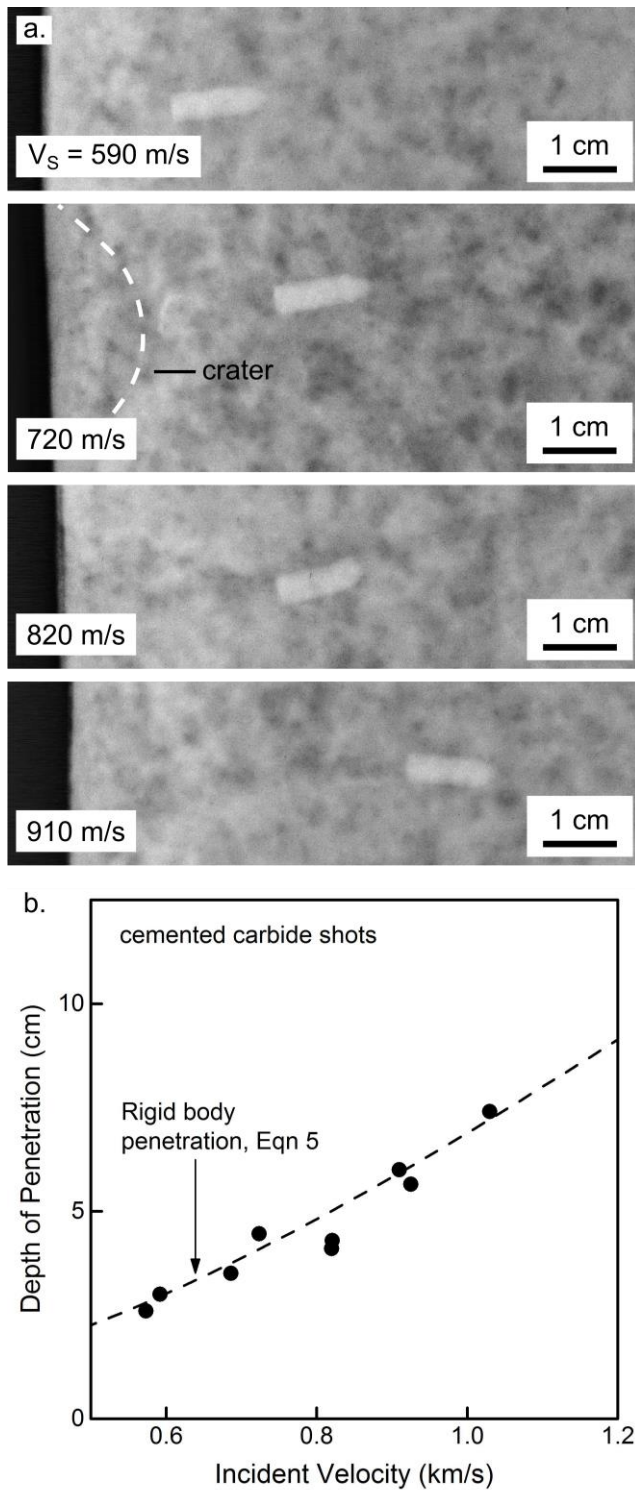 a.
V_S = 590 m/s
1 cm
crater
720 m/s
1 cm
820 m/s
1 cm
910 m/s
1 cm
b.
cemented carbide shots
10
Rigid body
penetration, Eqn 5
5
0
0.6 0.8 1.0 1.2
Depth of Penetration (cm)
Incident Velocity (km/s)